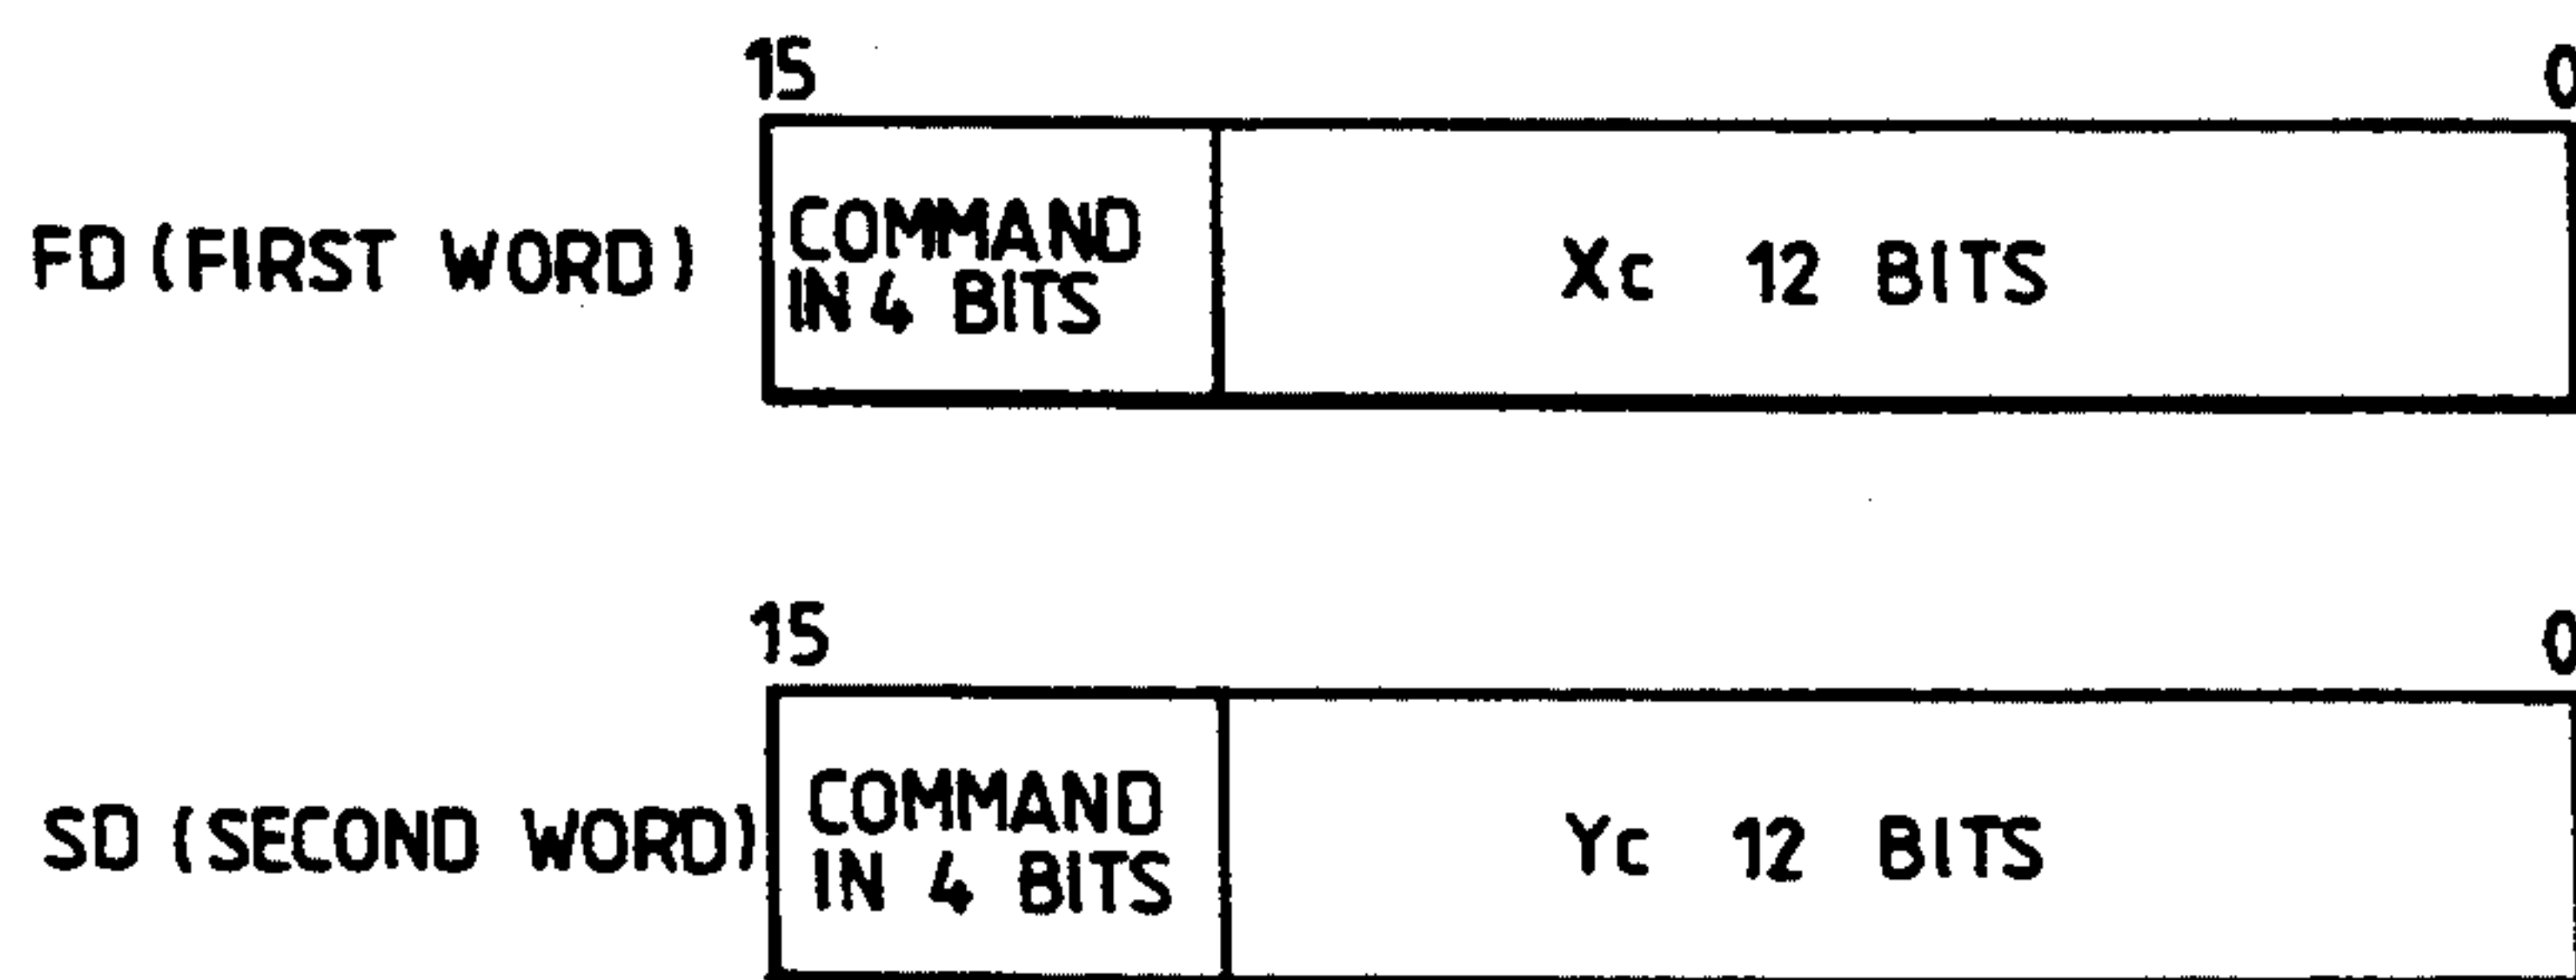 15 0
FD (FIRST WORD) COMMAND IN 4 BITS Xc 12 BITS
15 0
SD (SECOND WORD) COMMAND IN 4 BITS Yc 12 BITS